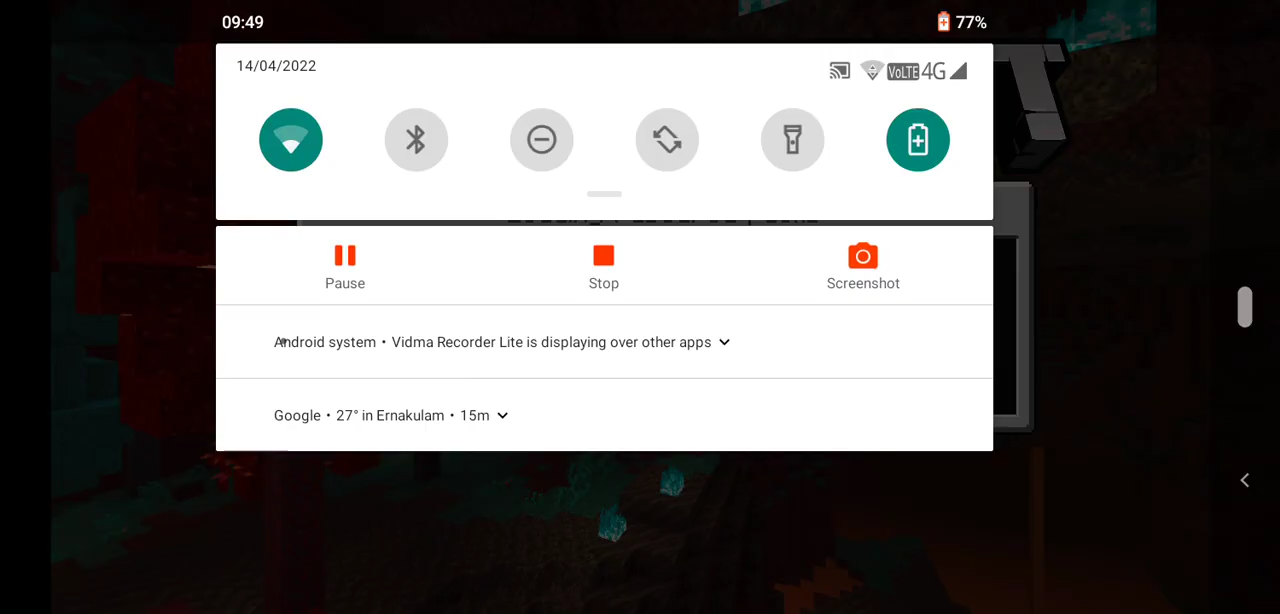 09:49
77%
14/04/2022
VoLTE 4G
Pause
Stop
Screenshot
Android system • Vidma Recorder Lite is displaying over other apps
Google • 27° in Ernakulam • 15m